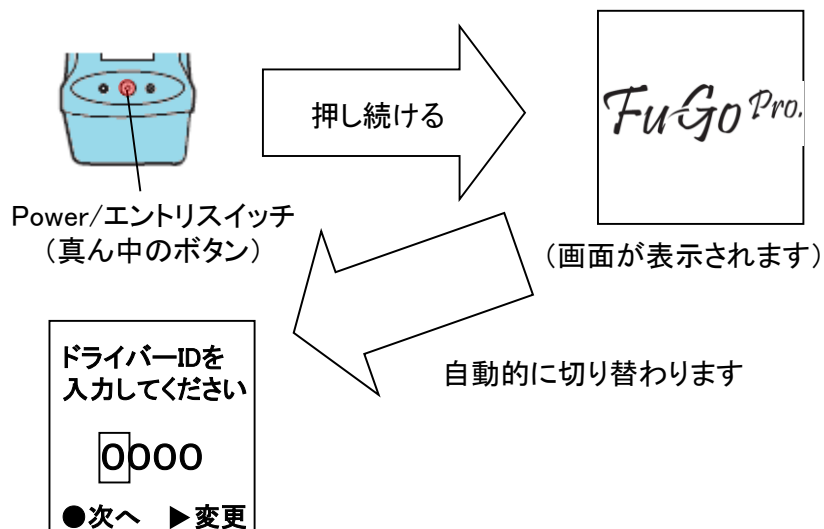 押し続ける
FuGo Pro.
Power/エントリスイッチ
（真ん中のボタン）
（画面が表示されます）
自動的に切り替わります
ドライバーIDを
入力してください
0000
●次へ ▶変更